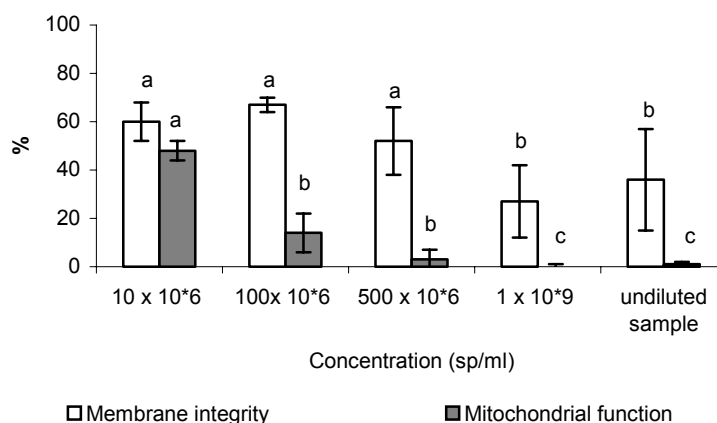 100
80
60
40
20
0
%
a a a b a b b c b c
10 x 10*6 100x 10*6 500 x 10*6 1 x 10*9 undiluted
sample
Concentration (sp/ml)
Membrane integrity Mitochondrial function